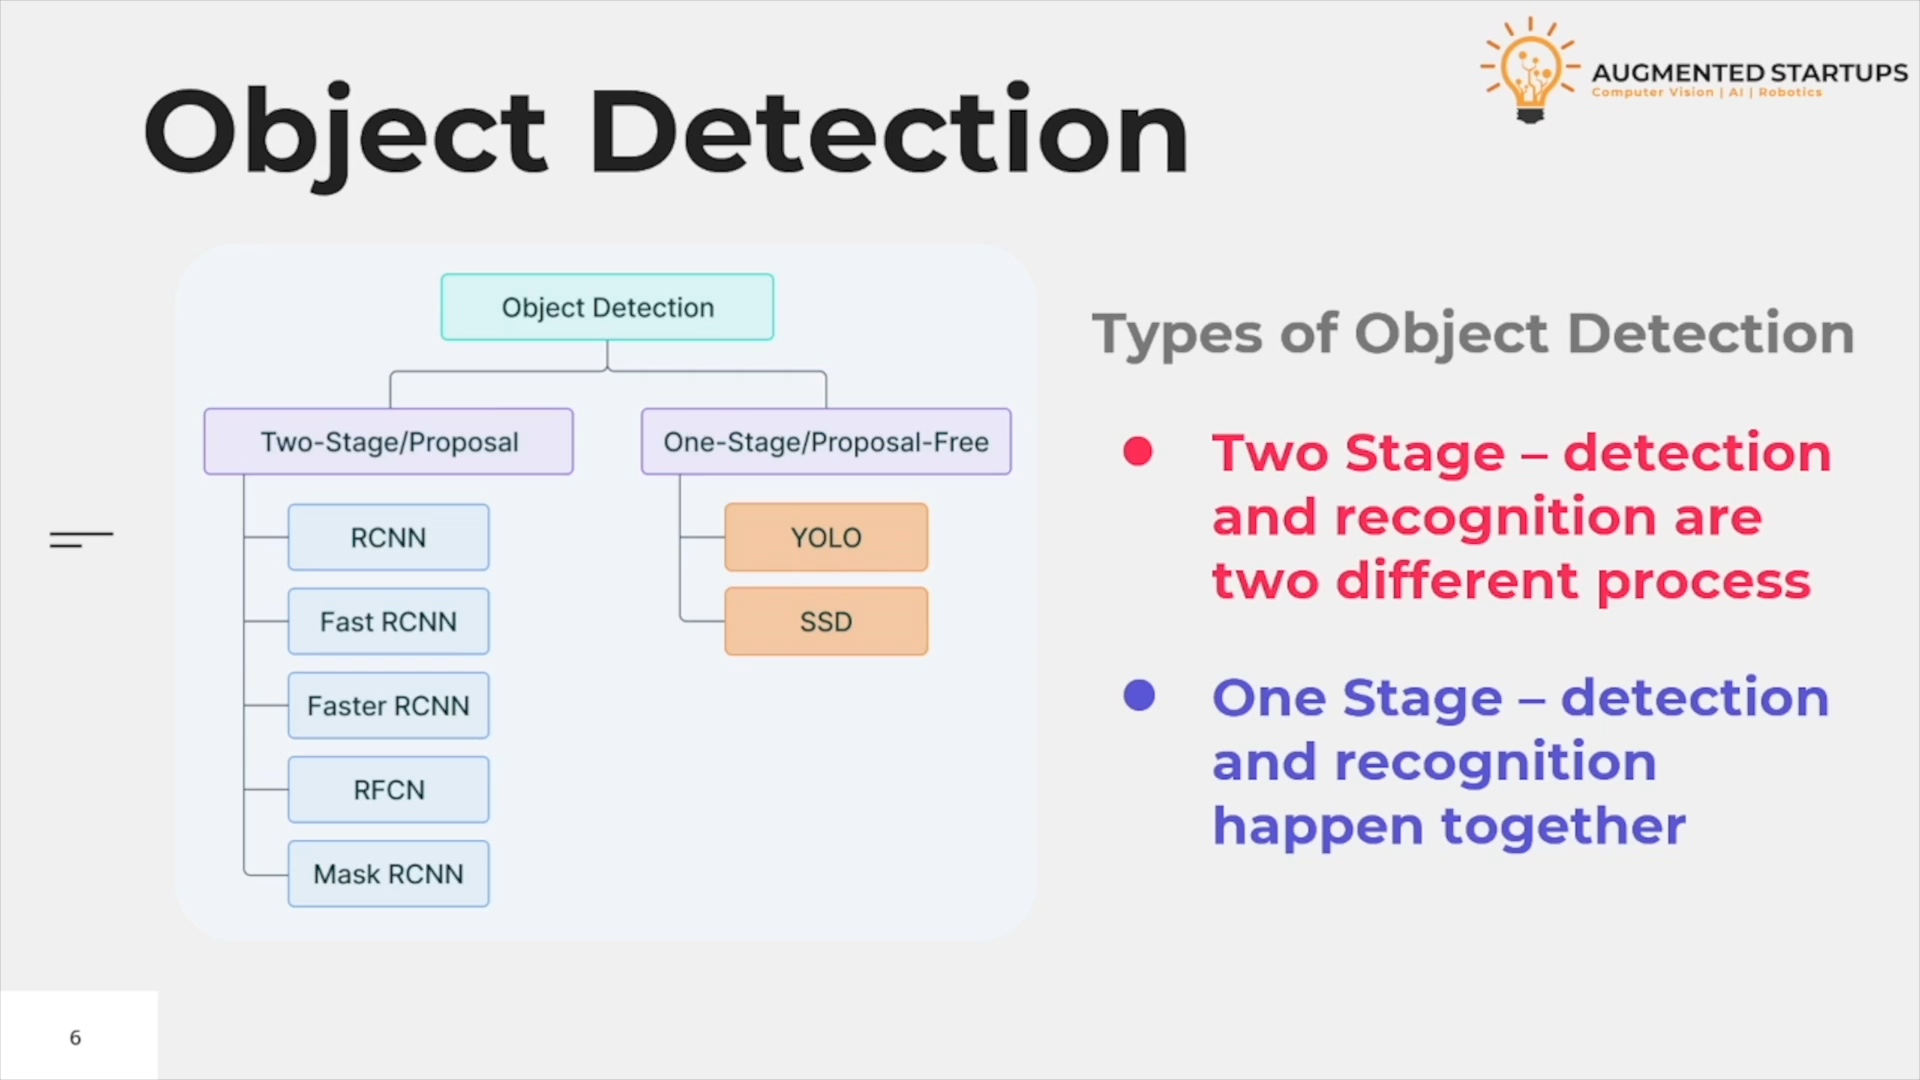 AUGMENTED STARTUPS
Computer Vision | AI | Robotics
Object Detection
Object Detection
Two-Stage/Proposal
One-Stage/Proposal-Free
RCNN
Fast RCNN
Faster RCNN
RFCN
Mask RCNN
YOLO
SSD
Types of Object Detection
Two Stage – detection
and recognition are
two different process
One Stage – detection
and recognition
happen together
6